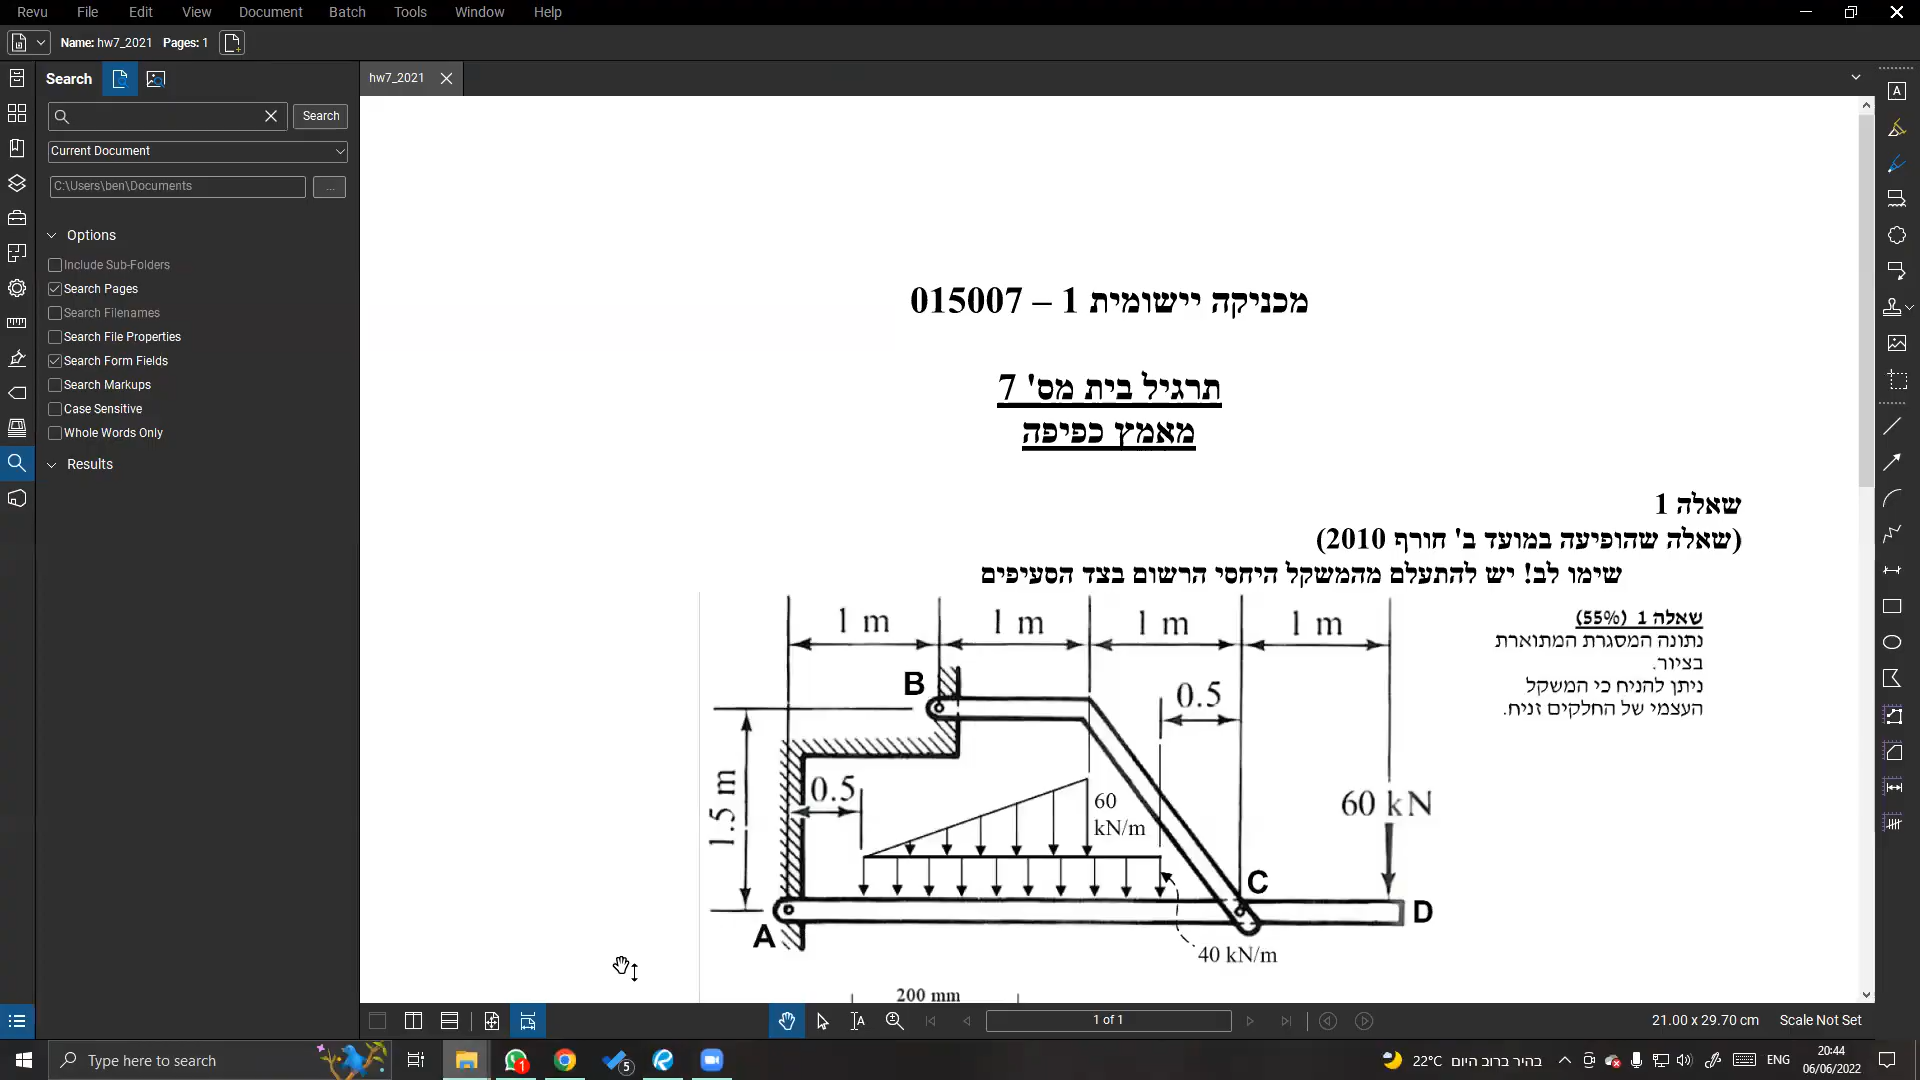 Revu File Edit View Document Batch Tools Window Help
Name: hw7_2021 Pages: 1
Search
Search
Current Document
C:\Users\ben\Documents
...
Options
Include Sub-Folders
Search Pages
Search Filenames
Search File Properties
Search Form Fields
Search Markups
Case Sensitive
Whole Words Only
Results
hw7_2021
מכניקה יישומית 1 – 015007
תרגיל בית מס' 7
מאמץ כפיפה
שאלה 1
(שאלה שהופיעה במועד ב' חורף 2010)
שימו לב! יש להתעלם מהמשקל היחסי הרשום בצד הסעיפים
שאלה 1 (55%)
נתונה המסגרת המתוארת
בציור.
ניתן להניח כי המשקל
העצמי של החלקים זניח.
1 m 1 m 1 m 1 m
B
0.5
1.5 m
0.5
60
kN/m
60 kN
C
D
A
40 kN/m
200 mm
1 of 1
21.00 x 29.70 cm Scale Not Set
Type here to search
1
5
22°C בהיר ברוב היום
ENG
20:44
06/06/2022